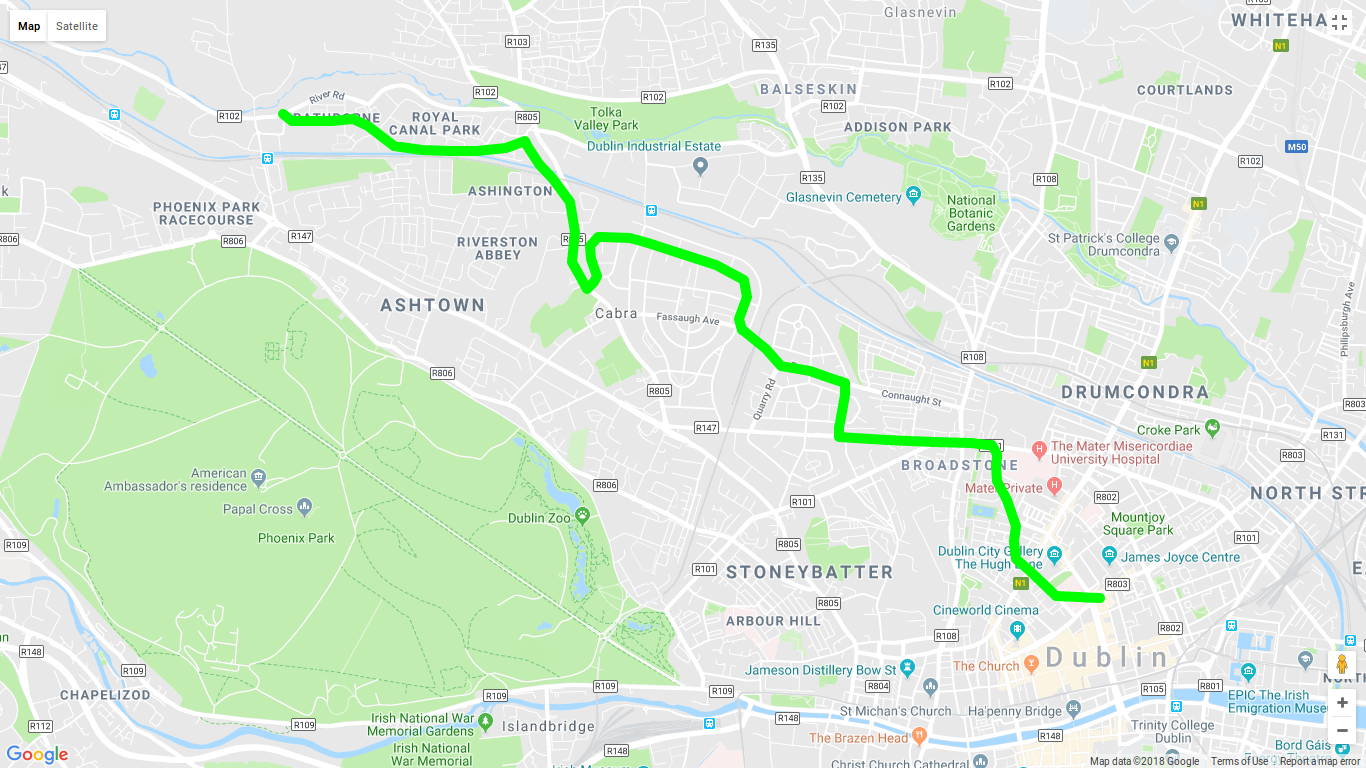 Map
Satellite
Glasnevin
WHITEHA
N1
R103
R135
R102
R102
R102
BALSESKIN
R102
COURTLANDS
River Rd
R102
ROYAL
CANAL PARK
R805
Tolka
Valley Park
ADDISON PARK
Dublin Industrial Estate
M50
R102
ASHINGTON
R135
R108
Glasnevin Cemetery
National
Botanic
Gardens
N1
PHOENIX PARK
RACECOURSE
R806
R806
R147
RIVERSTON
ABBEY
St Patrick's College
Drumcondra
ASHTOWN
Cabra
Fassaugh Ave
Philipsburgh Ave
R108
N1
R806
R805
Quarry Rd
Connaught St
DRUMCONDRA
R803
R147
Croke Park
R131
R803
The Mater Misericordiae
University Hospital
BROADSTONE
American
Ambassador's residence
Papal Cross
Phoenix Park
R806
Dublin Zoo
R101
Mater Private
R802
NORTH STR
Mountjoy
Square Park
R101
R109
R805
Dublin City Gallery
The Hugh Lane
James Joyce Centre
R101
STONEYBATTER
N1
R803
R805
Cineworld Cinema
ARBOUR HILL
R108
R802
R148
The Church
Dublin
Jameson Distillery Bow St
R109
CHAPELIZOD
R109
R109
R109
R804
R105
R801
EPIC The Irish
Emigration Museu
R112
R109
Irish National War
Memorial Gardens
Islandbridge
R148
St Michan's Church
Ha'penny Bridge
Trinity College
Dublin
Irish National
War Memorial
R148
The Brazen Head
R148
Bord Gáis
Christ Church Cathedral
Google
Map data ©2018 Google
Terms of Use
Report a map error